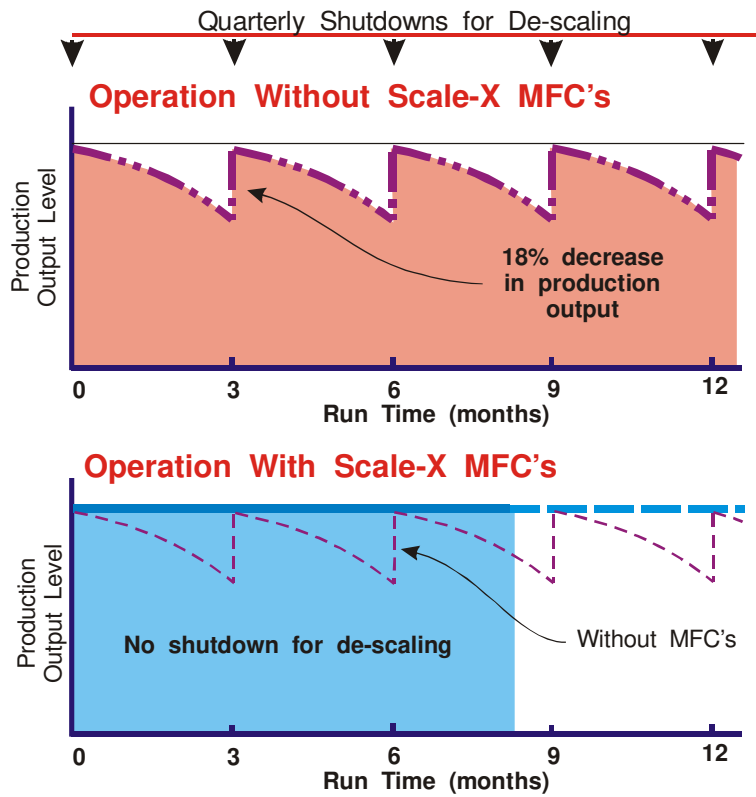 Quarterly Shutdowns for De-scaling
Operation Without Scale-X MFC's
Production
Output Level
18% decrease
in production
output
0 3 6 9 12
Run Time (months)
Operation With Scale-X MFC's
Production
Output Level
No shutdown for de-scaling
Without MFC's
0 3 6 9 12
Run Time (months)